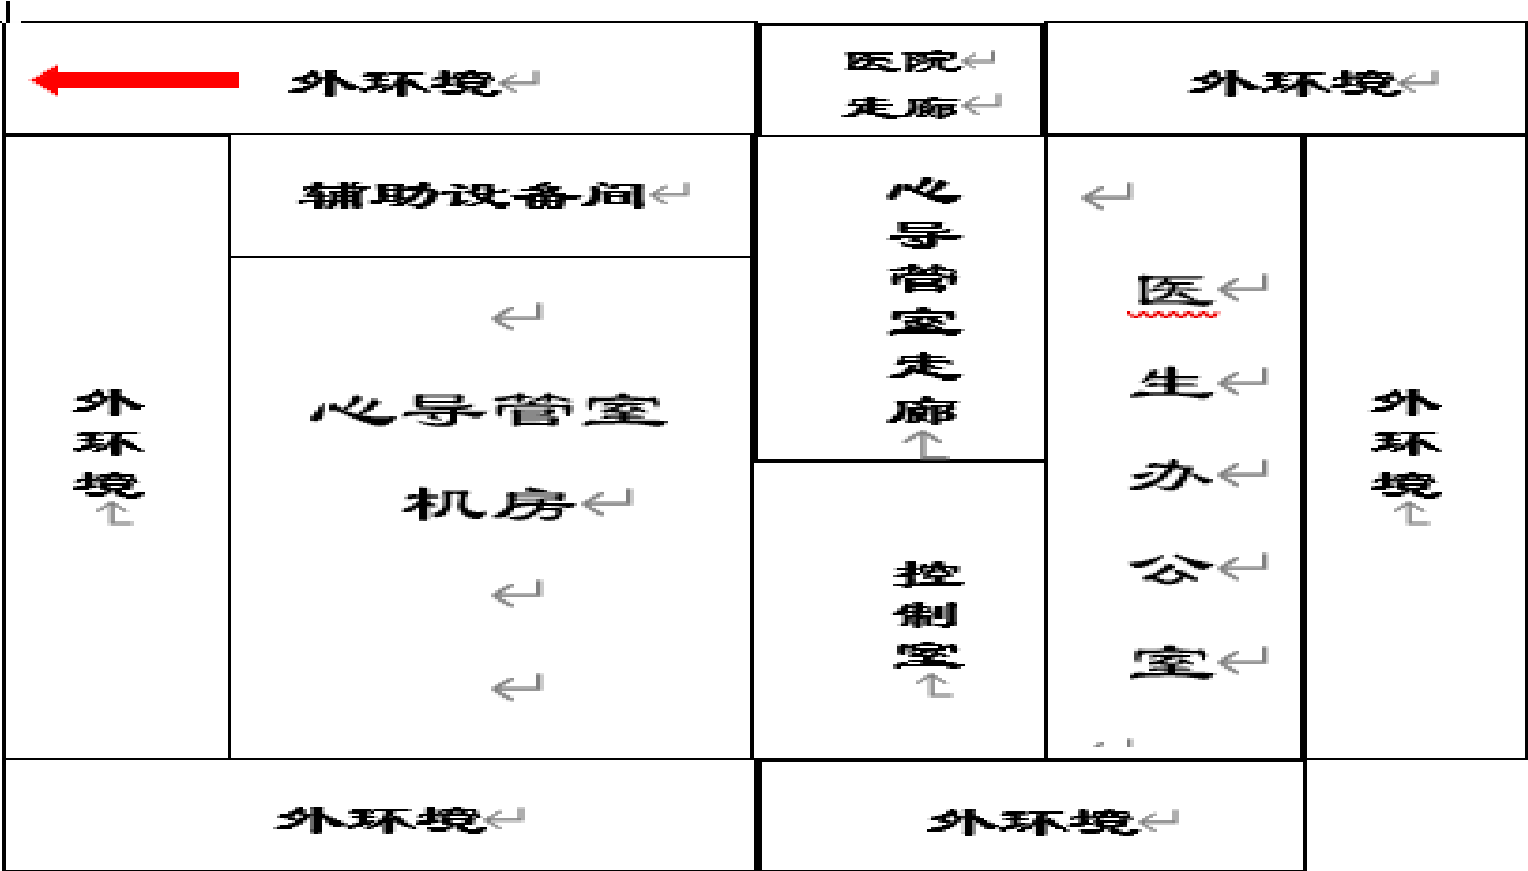 外环境
医院
走廊
外环境
外环境
辅助设备间
心导管室
机房
心导管室走廊
控制室
医
生
办
公
室
外环境
外环境
外环境